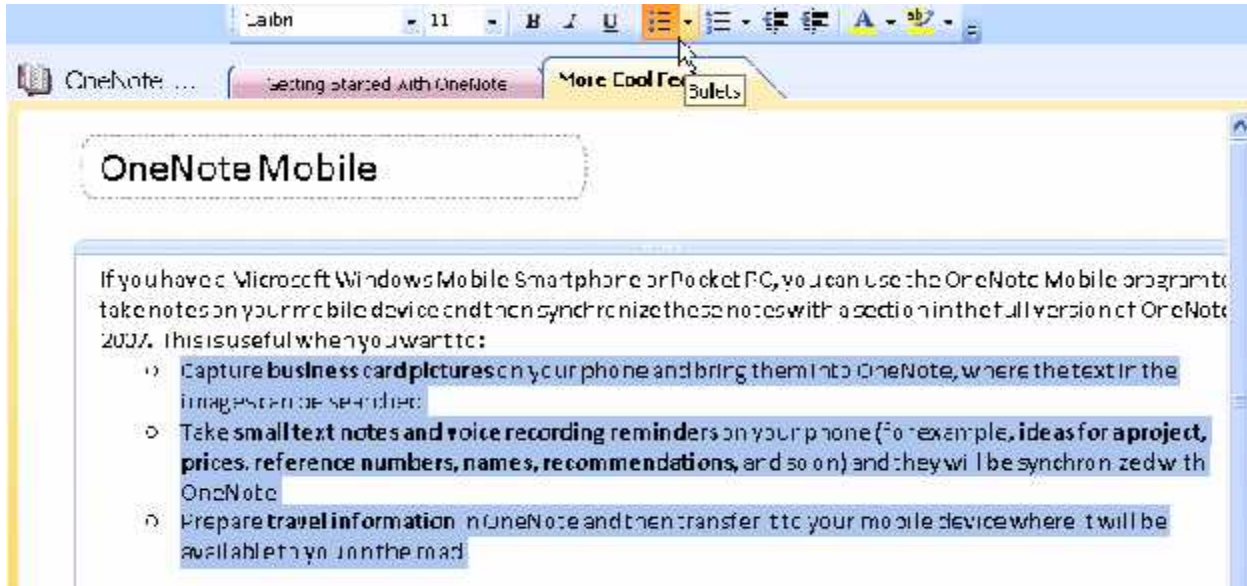 Calibri 11 B I U A ab
OneNote ... Getting Started with OneNote More Cool Fea
Bullets
OneNote Mobile
If you have a Microsoft Windows Mobile Smartphone or Pocket PC, you can use the OneNote Mobile program to
take notes on your mobile device and then synchronize these notes with a section in the full version of OneNote
2007. This is useful when you want to:
Capture business card pictures on your phone and bring them into OneNote, where the text in the
images can be searched
Take small text notes and voice recording reminders on your phone (for example, ideas for a project,
prices, reference numbers, names, recommendations, and so on) and they will be synchronized with
OneNote
Prepare travel information in OneNote and then transfer it to your mobile device where it will be
available to you on the road